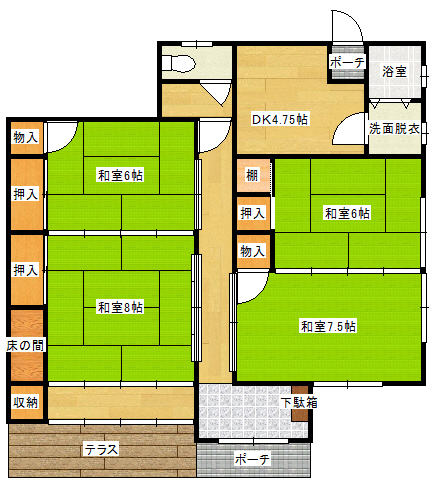 ポーチ
浴室
DK4.75帖
洗面脱衣
物入
和室6帖
棚
押入
押入
和室6帖
物入
押入
和室8帖
和室7.5帖
床の間
収納
下駄箱
テラス
ポーチ